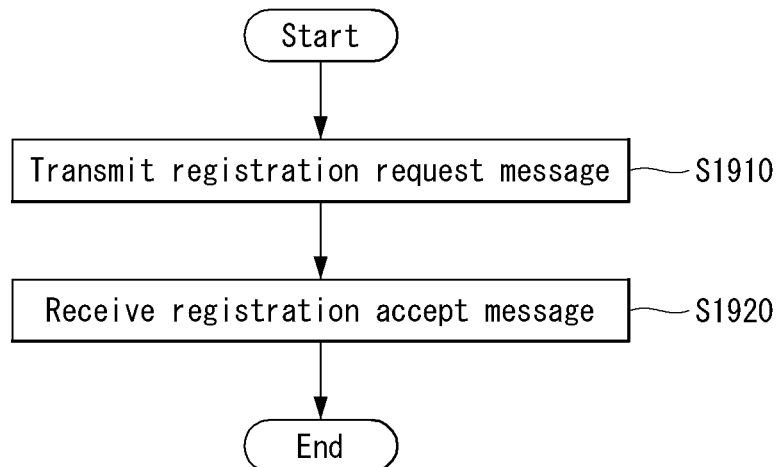 Start
Transmit registration request message
S1910
Receive registration accept message
S1920
End